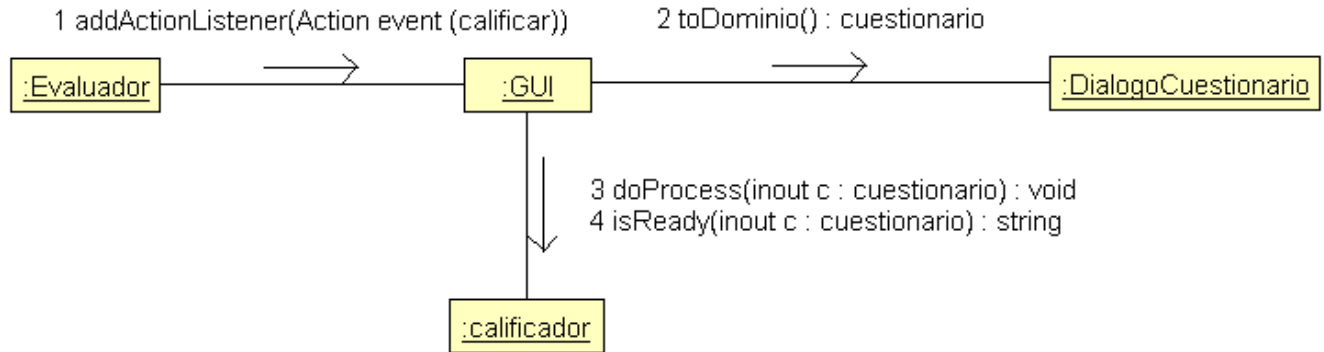 1 addActionListener(Action event (calificar))
2 toDominio() : cuestionario
:Evaluador
:GUI
:DialogoCuestionario
3 doProcess(inout c : cuestionario) : void
4 isReady(inout c : cuestionario) : string
:calificador